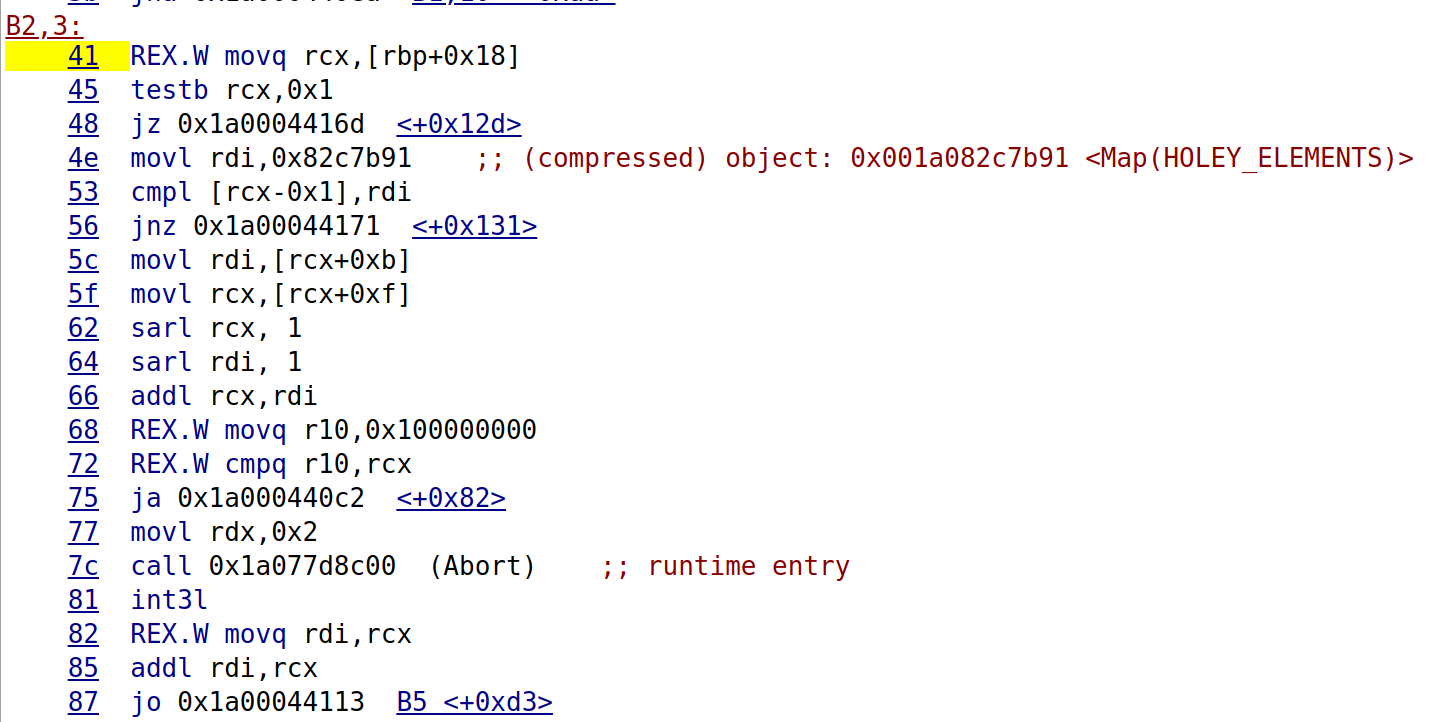 B2,3:
41 REX.W movq rcx,[rbp+0x18]
45 testb rcx,0x1
48 jz 0x1a0004416d <+0x12d>
4e movl rdi,0x82c7b91 ;; (compressed) object: 0x001a082c7b91 <Map(HOLEY_ELEMENTS)>
53 cmpl [rcx-0x1],rdi
56 jnz 0x1a00044171 <+0x131>
5c movl rdi,[rcx+0xb]
5f movl rcx,[rcx+0xf]
62 sarl rcx, 1
64 sarl rdi, 1
66 addl rcx,rdi
68 REX.W movq r10,0x100000000
72 REX.W cmpq r10,rcx
75 ja 0x1a000440c2 <+0x82>
77 movl rdx,0x2
7c call 0x1a077d8c00 (Abort) ;; runtime entry
81 int3l
82 REX.W movq rdi,rcx
85 addl rdi,rcx
87 jo 0x1a00044113 B5 <+0xd3>